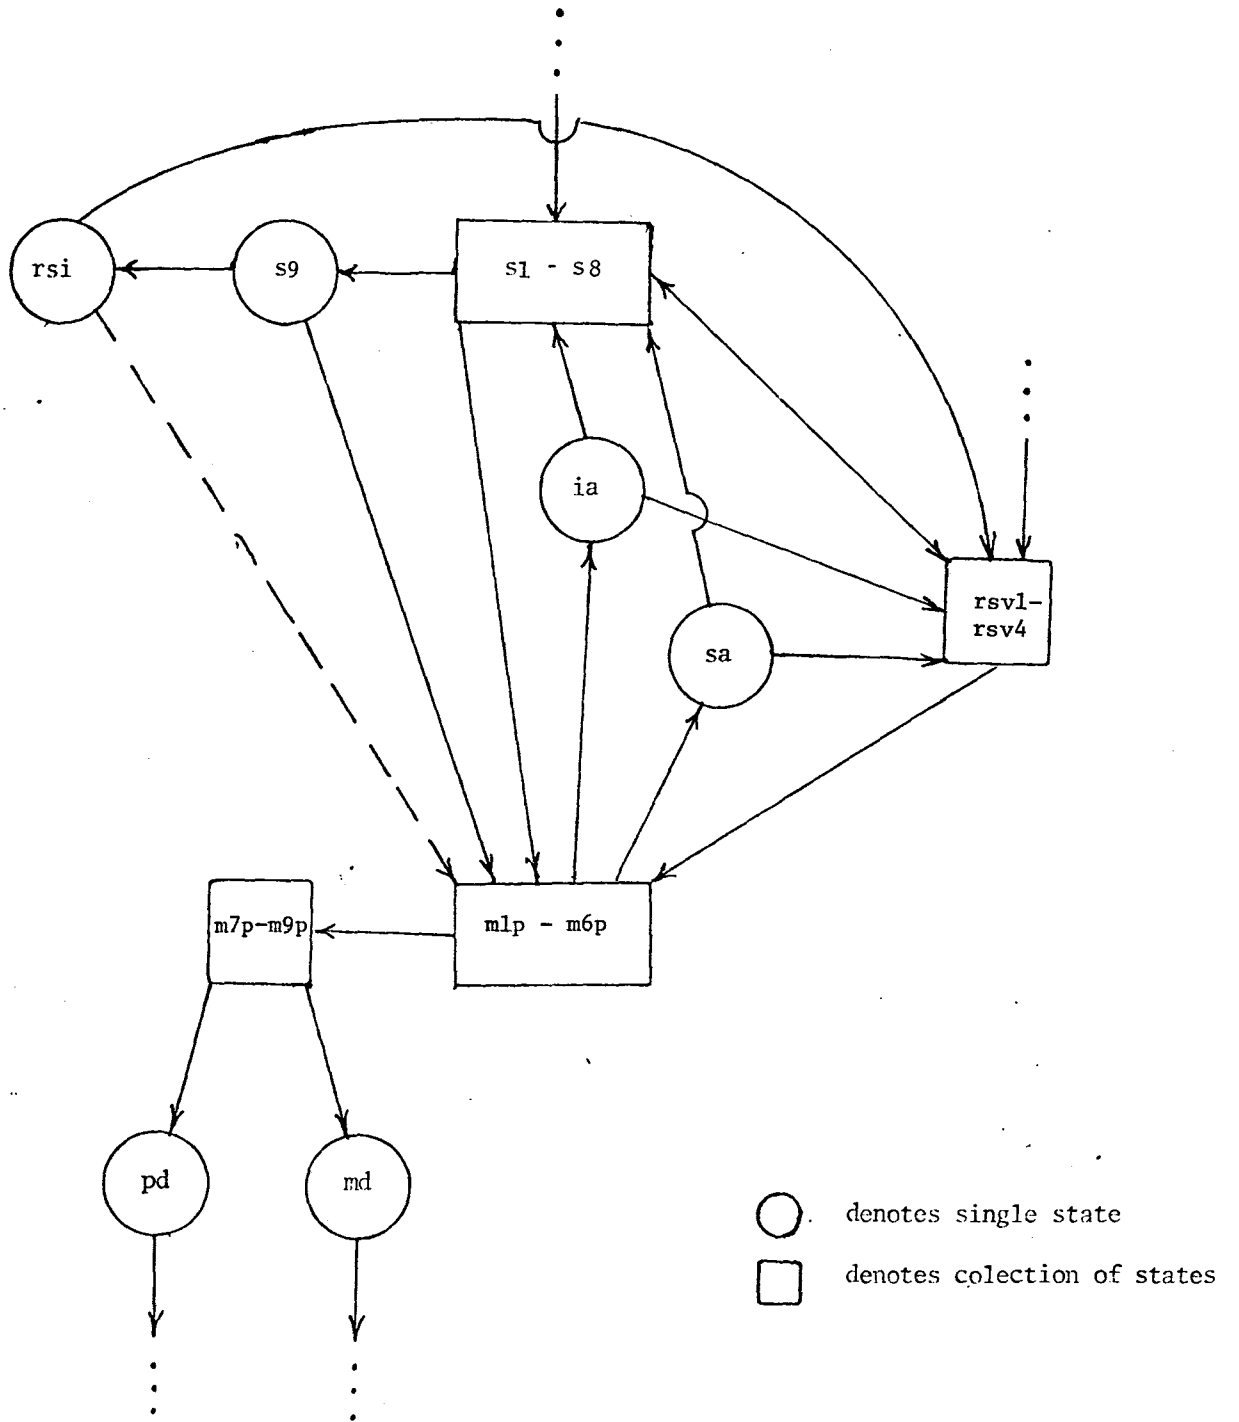 rsi
s9
s1 - s8
ia
rsv1-
rsv4
sa
m7p-m9p
m1p - m6p
pd
md
denotes single state
denotes colection of states